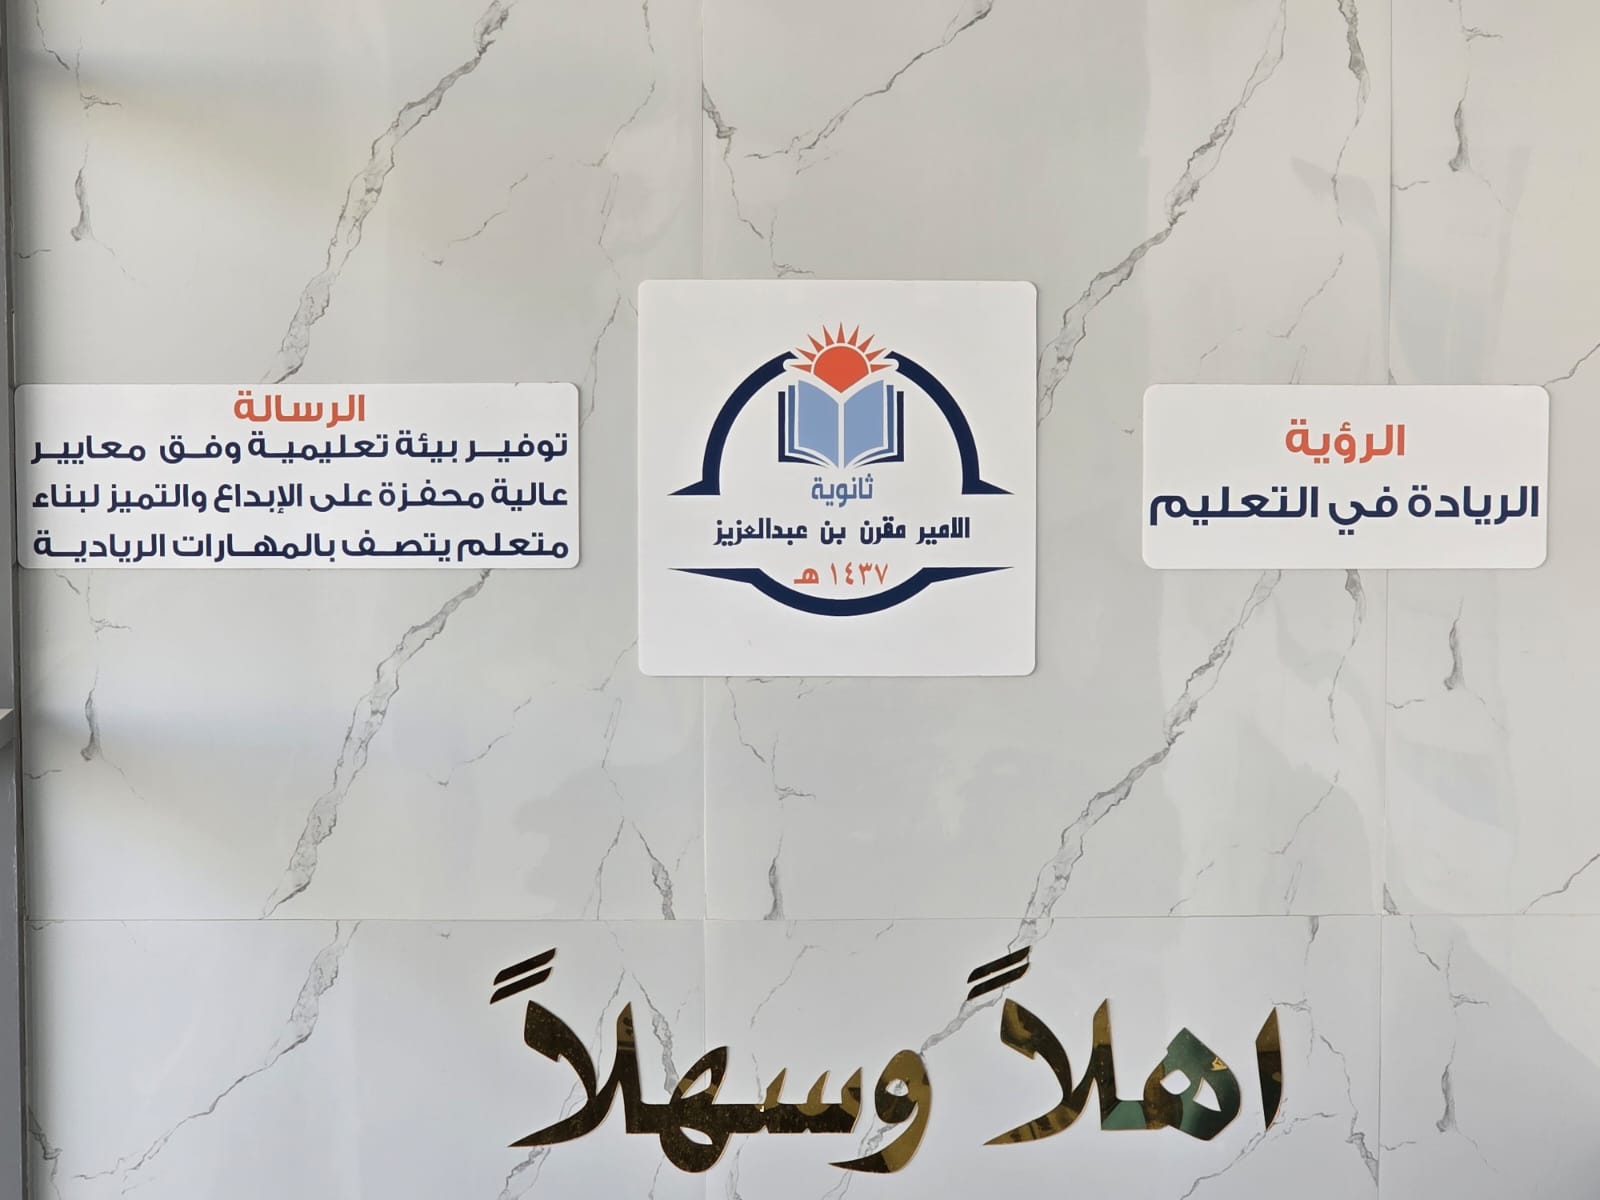 الرؤية
الريادة في التعليم
ثانوية
الامير مقرن بن عبدالعزيز
١٤٣٧ هـ
الرسالة
توفير بيئة تعليمية وفق معايير
عالية محفزة على الإبداع والتميز لبناء
متعلم يتصف بالمهارات الريادية
اهلاً وسهلاً